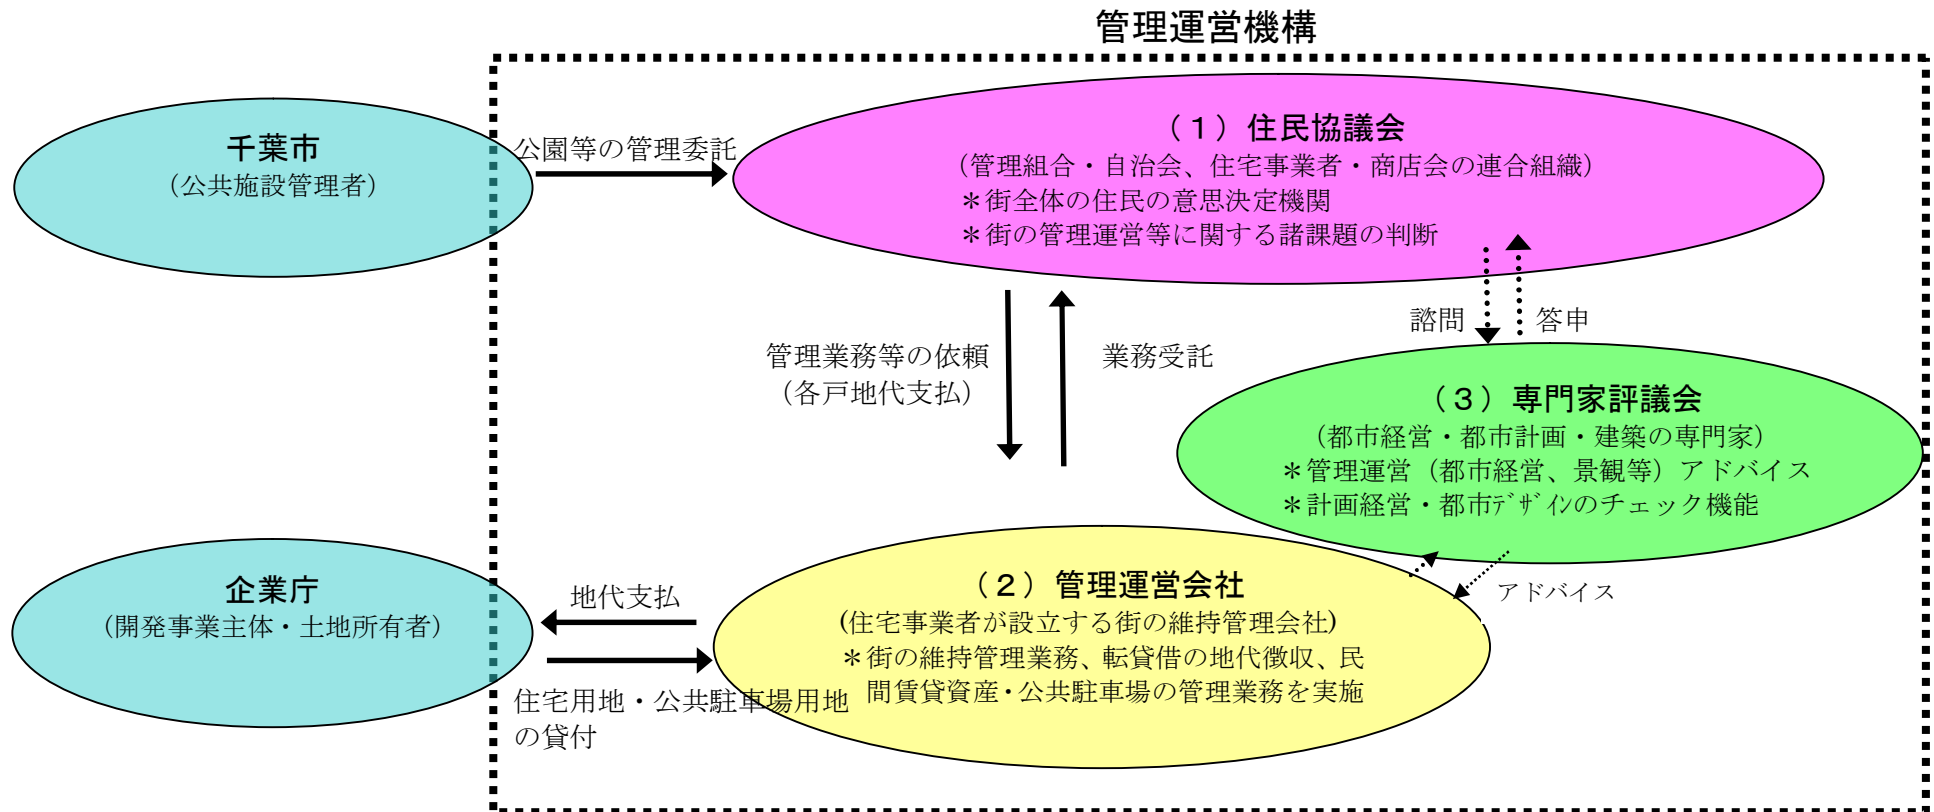 管理運営機構
千葉市
（公共施設管理者）
公園等の管理委託
（１）住民協議会
（管理組合・自治会、住宅事業者・商店会の連合組織）
＊街全体の住民の意思決定機関
＊街の管理運営等に関する諸課題の判断
諮問
答申
管理業務等の依頼
（各戸地代支払）
業務受託
（３）専門家評議会
（都市経営・都市計画・建築の専門家）
＊管理運営（都市経営、景観等）アドバイス
＊計画経営・都市ﾃﾞｻﾞｲﾝのチェック機能
企業庁
（開発事業主体・土地所有者）
地代支払
住宅用地・公共駐車場用地
の貸付
（２）管理運営会社
(住宅事業者が設立する街の維持管理会社)
＊街の維持管理業務、転貸借の地代徴収、民
間賃貸資産・公共駐車場の管理業務を実施
アドバイス